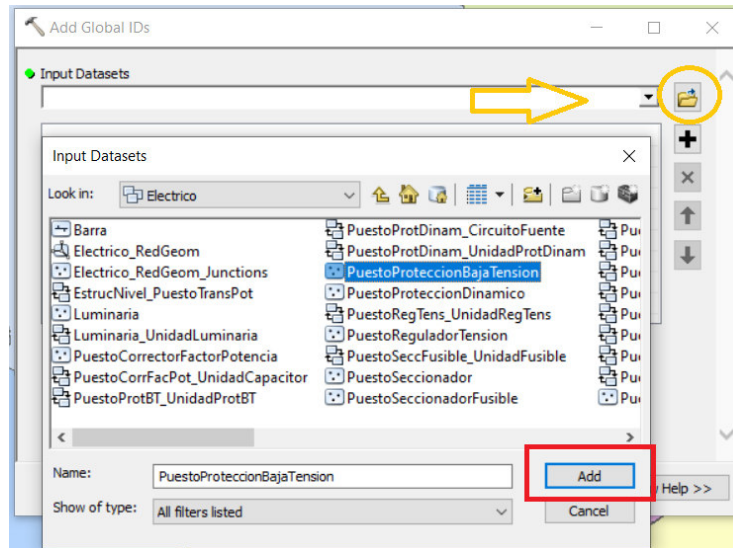 Add Global IDs
Input Datasets
Input Datasets
Look in: Electrico
Barra
Electrico_RedGeom
Electrico_RedGeom_Junctions
EstrucNivel_PuestoTransPot
Luminaria
Luminaria_UnidadLuminaria
PuestoCorrectorFactorPotencia
PuestoCorrFacPot_UnidadCapacitor
PuestoProtBT_UnidadProtBT
PuestoProtDinam_CircuitoFuente
PuestoProtDinam_UnidadProtDinam
PuestoProteccionBajaTension
PuestoProteccionDinamico
PuestoRegTens_UnidadRegTens
PuestoReguladorTension
PuestoSeccFusible_UnidadFusible
PuestoSeccionador
PuestoSeccionadorFusible
Name: PuestoProteccionBajaTension
Add
Show of type: All filters listed
Cancel
Help >>